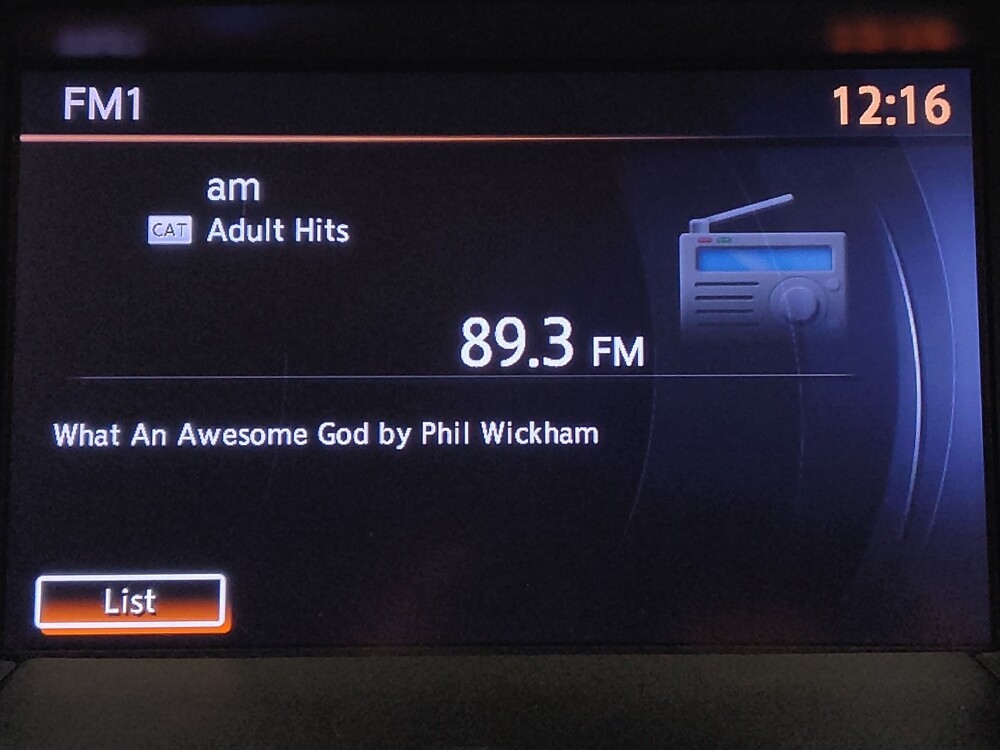 FM1 12:16
am
CAT Adult Hits
89.3 FM
What An Awesome God by Phil Wickham
List